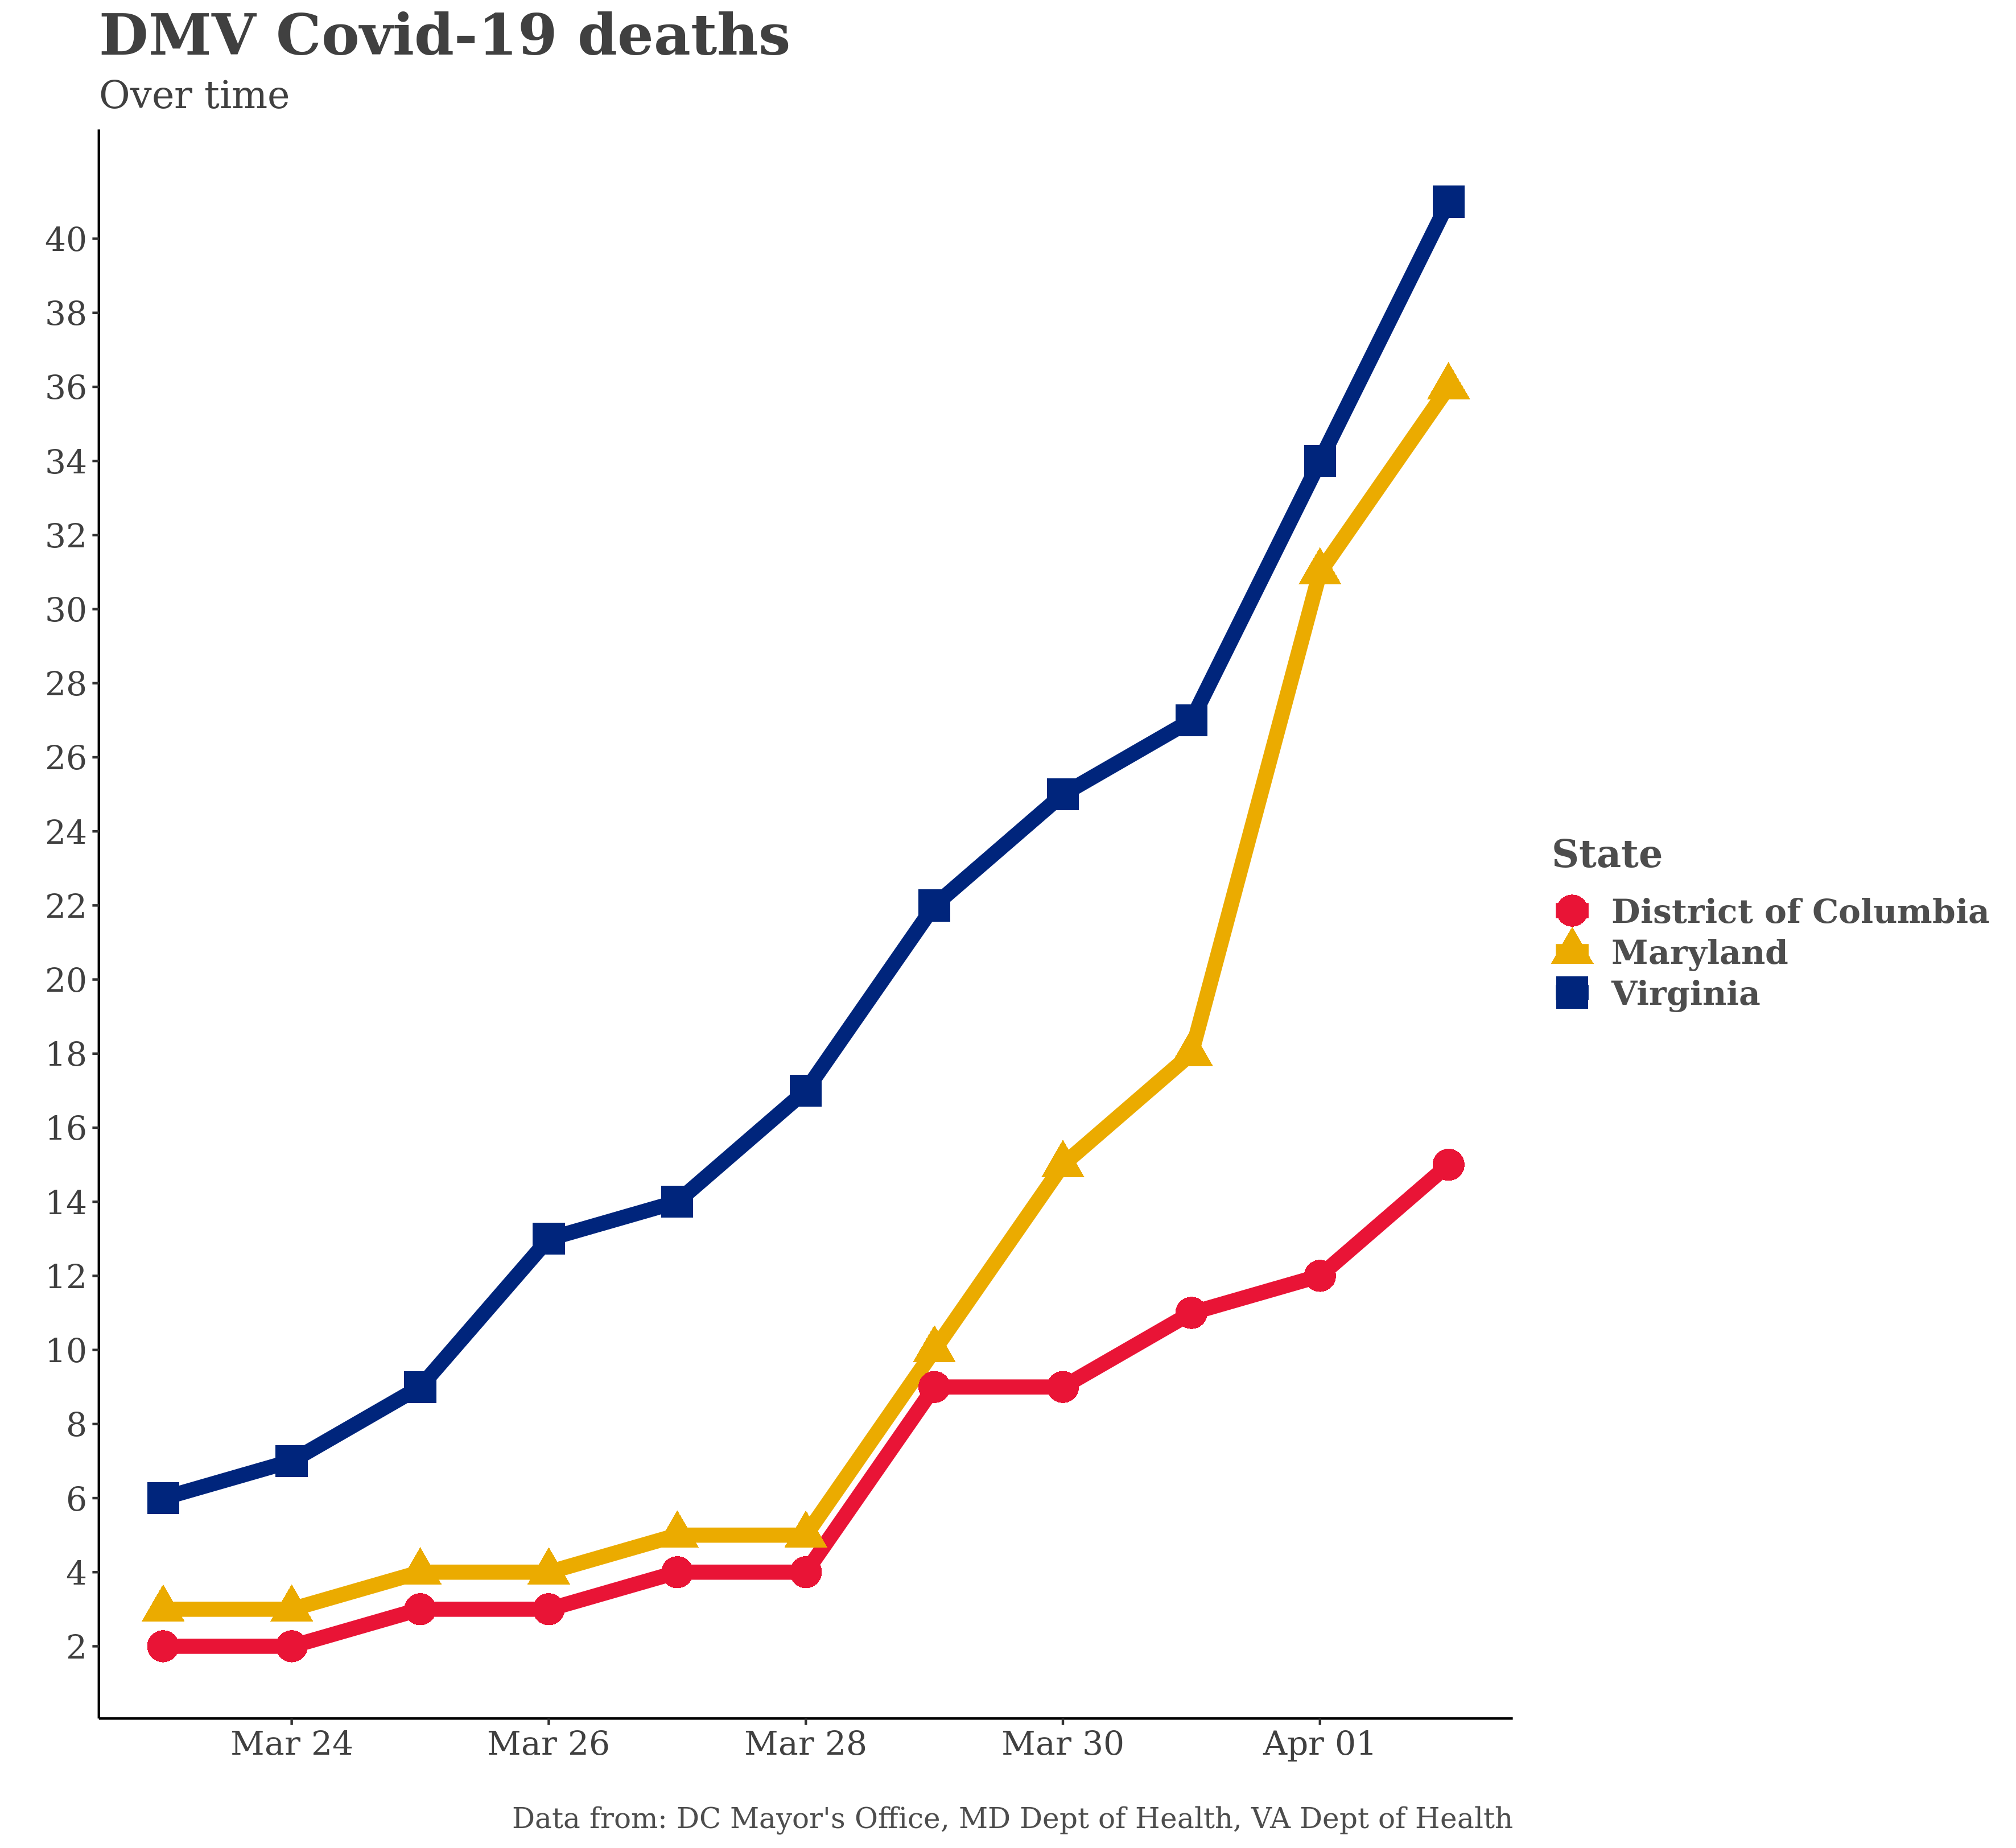 DMV Covid-19 deaths
Over time
40
38
36
34
32
30
28
26
24
22
20
18
16
14
12
10
8
6
4
2
Mar 24 Mar 26 Mar 28 Mar 30 Apr 01
State
District of Columbia
Maryland
Virginia
Data from: DC Mayor's Office, MD Dept of Health, VA Dept of Health